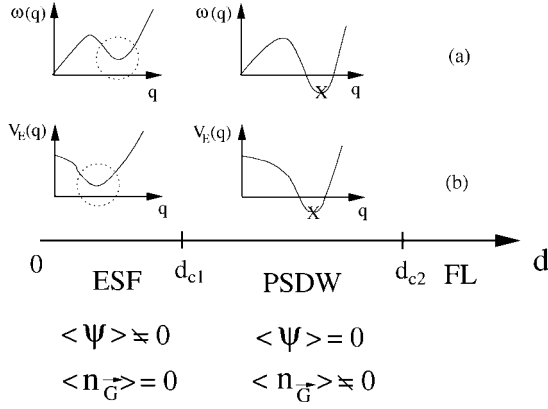 ω(q) ω(q) (a)
q q
X
V_E(q) V_E(q) (b)
q q
X
0 d_c1 d_c2 d
ESF PSDW FL
<Ψ> ≠ 0 <Ψ> = 0
<n_G⃗> = 0 <n_G⃗> ≠ 0